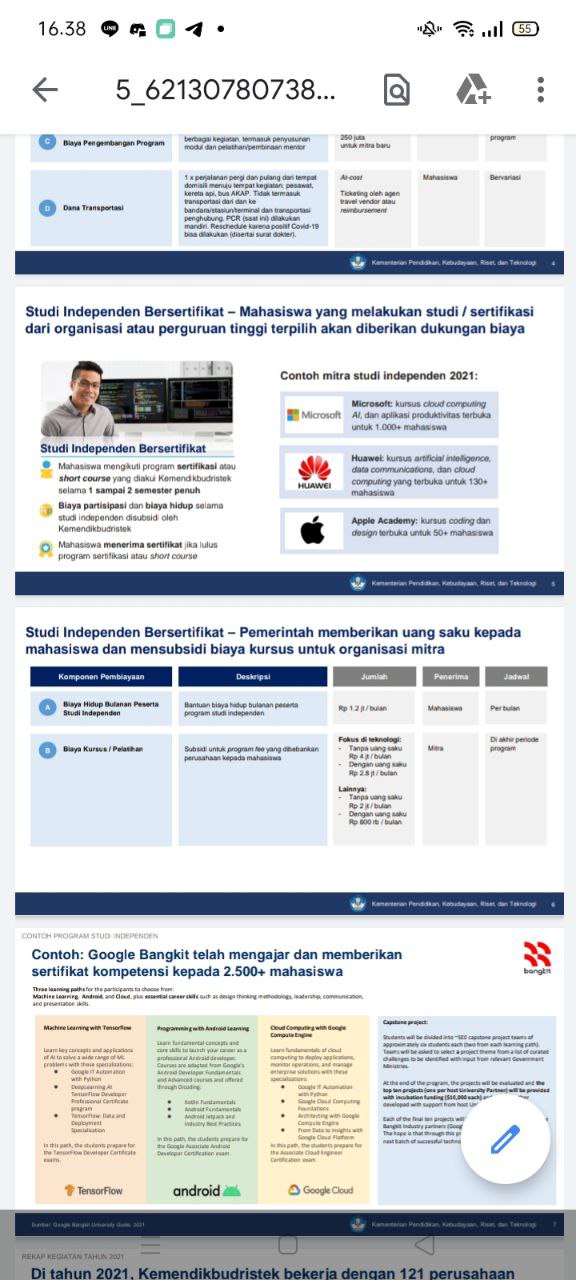 16.38
55
5_62130780738...
C
Biaya Pengembangan Program
berbagai kegiatan, termasuk penyusunan
modul dan pelatihan/pembinaan mentor
250 juta
untuk mitra baru
program
D
Dana Transportasi
1 x perjalanan pergi dan pulang dari tempat
domisili menuju tempat kegiatan: pesawat,
kereta api, bus AKAP. Tidak termasuk
transportasi dari dan ke
bandara/stasiun/terminal dan transportasi
penghubung. PCR (saat ini) dilakukan
mandiri. Reschedule karena positif Covid-19
bisa dilakukan (disertai surat dokter).
At-cost
Ticketing oleh agen
travel vendor atau
reimbursement
Mahasiswa
Bervariasi
Kementerian Pendidikan, Kebudayaan, Riset, dan Teknologi
4
Studi Independen Bersertifikat – Mahasiswa yang melakukan studi / sertifikasi
dari organisasi atau perguruan tinggi terpilih akan diberikan dukungan biaya
Studi Independen Bersertifikat
Mahasiswa mengikuti program sertifikasi atau
short course yang diakui Kemendikbudristek
selama 1 sampai 2 semester penuh
Biaya partisipasi dan biaya hidup selama
studi independen disubsidi oleh
Kemendikbudristek
Mahasiswa menerima sertifikat jika lulus
program sertifikasi atau short course
Contoh mitra studi independen 2021:
Microsoft
Microsoft: kursus cloud computing
AI, dan aplikasi produktivitas terbuka
untuk 1.000+ mahasiswa
HUAWEI
Huawei: kursus artificial intelligence,
data communications, dan cloud
computing yang terbuka untuk 130+
mahasiswa
Apple Academy: kursus coding dan
design terbuka untuk 50+ mahasiswa
Kementerian Pendidikan, Kebudayaan, Riset, dan Teknologi
5
Studi Independen Bersertifikat – Pemerintah memberikan uang saku kepada
mahasiswa dan mensubsidi biaya kursus untuk organisasi mitra
Komponen Pembiayaan
Deskripsi
Jumlah
Penerima
Jadwal
A
Biaya Hidup Bulanan Peserta
Studi Independen
Bantuan biaya hidup bulanan peserta
program studi independen
Rp 1.2 jt / bulan
Mahasiswa
Per bulan
B
Biaya Kursus / Pelatihan
Subsidi untuk program fee yang dibebankan
perusahaan kepada mahasiswa
Fokus di teknologi:
- Tanpa uang saku
Rp 4 jt / bulan
- Dengan uang saku
Rp 2.8 jt / bulan
Lainnya:
- Tanpa uang saku
Rp 2 jt / bulan
- Dengan uang saku
Rp 800 rb / bulan
Mitra
Di akhir periode
program
Kementerian Pendidikan, Kebudayaan, Riset, dan Teknologi
6
CONTOH PROGRAM STUDI INDEPENDEN
Contoh: Google Bangkit telah mengajar dan memberikan
sertifikat kompetensi kepada 2.500+ mahasiswa
bangkit
Three learning paths for the participants to choose from:
Machine Learning, Android, and Cloud, plus essential career skills such as design thinking methodology, leadership, communication,
and presentation skills.
Machine Learning with Tensorflow
Learn key concepts and applications
of AI to solve a wide range of ML
problems with these specializations:
● Google IT Automation
with Python
● DeepLearning.AI
TensorFlow Developer
Professional Certificate
program
● TensorFlow: Data and
Deployment
Specialization
In this path, the students prepare for
the TensorFlow Developer Certificate
exams.
TensorFlow
Programming with Android Learning
Learn fundamental concepts and
core skills to launch your career as a
professional Android developer.
Courses are adapted from Google's
Android Developer Fundamentals
and Advanced courses and offered
through Dicoding:
● Kotlin Fundamentals
● Android Fundamentals
● Android Jetpack and
Industry Best Practices
In this path, the students prepare for
the Google Associate Android
Developer Certification exam.
android
Cloud Computing with Google
Compute Engine
Learn fundamentals of cloud
computing to deploy applications,
monitor operations, and manage
enterprise solutions with these
specializations:
● Google IT Automation
with Python
● Google Cloud Computing
Foundations
● Architecting with Google
Compute Engine
● From Data to Insights with
Google Cloud Platform
In this path, the students prepare for
the Associate Cloud Engineer
Certification exam.
Google Cloud
Capstone project:
Students will be divided into ~SEE capstone project teams of
approximately six students each (two from each learning path).
Teams will be asked to select a project theme from a list of curated
challenges to be identified with input from relevant Government
Ministries.
At the end of the program, the projects will be evaluated and the
top ten projects (one per host University Partner) will be provided
with incubation funding ($10,000 each) a
developed with support from host Un
Each of the final ten projects will
Bangkit Industry partners (Goog
The hope is that through this p
next batch of successful techno
Sumber: Google Bangkit University Guide, 2021
Kementerian Pendidikan, Kebudayaan, Riset, dan Teknologi
7
REKAP KEGIATAN TAHUN 2021
Di tahun 2021, Kemendikbudristek bekerja dengan 121 perusahaan